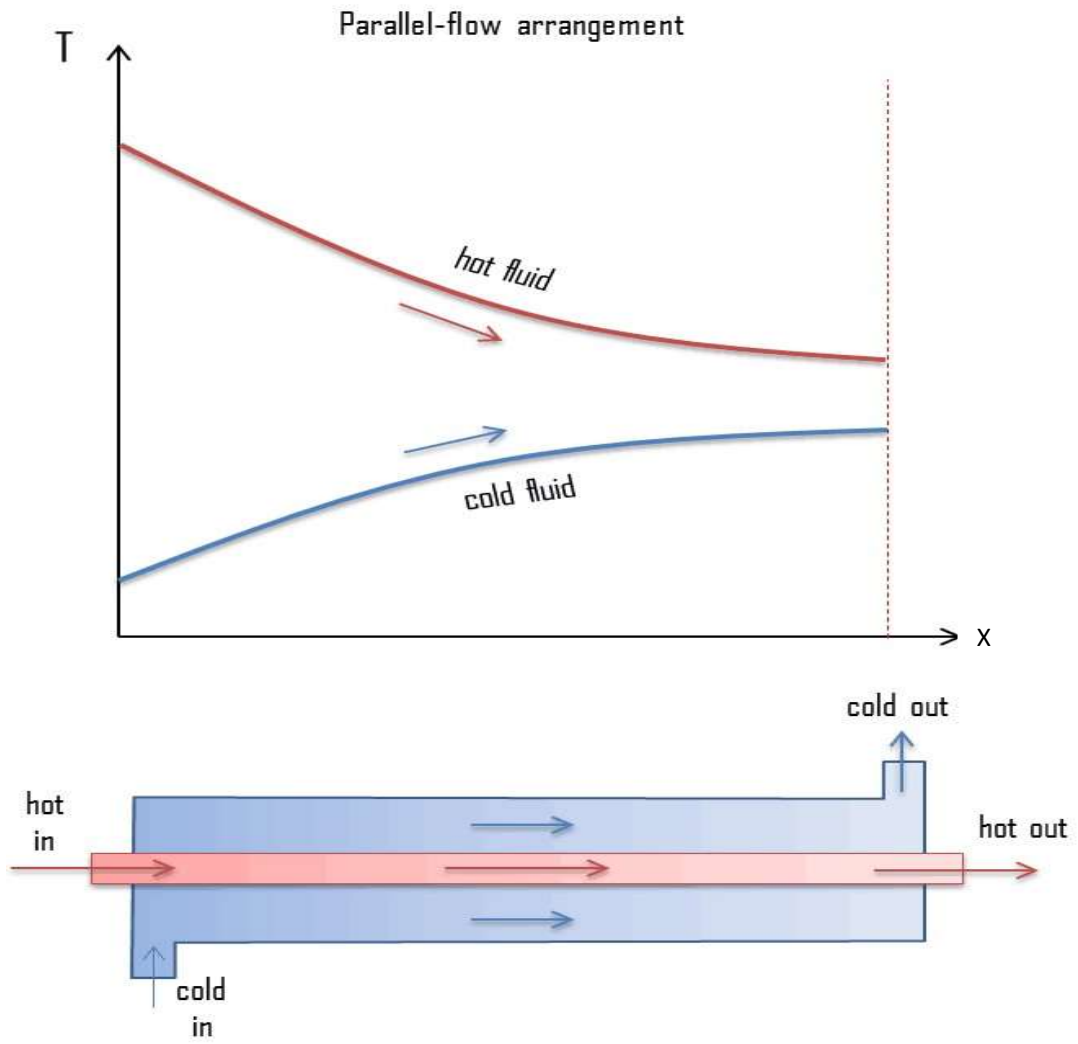 Parallel-flow arrangement
T
hot fluid
cold fluid
x
cold out
hot
in
hot out
cold
in